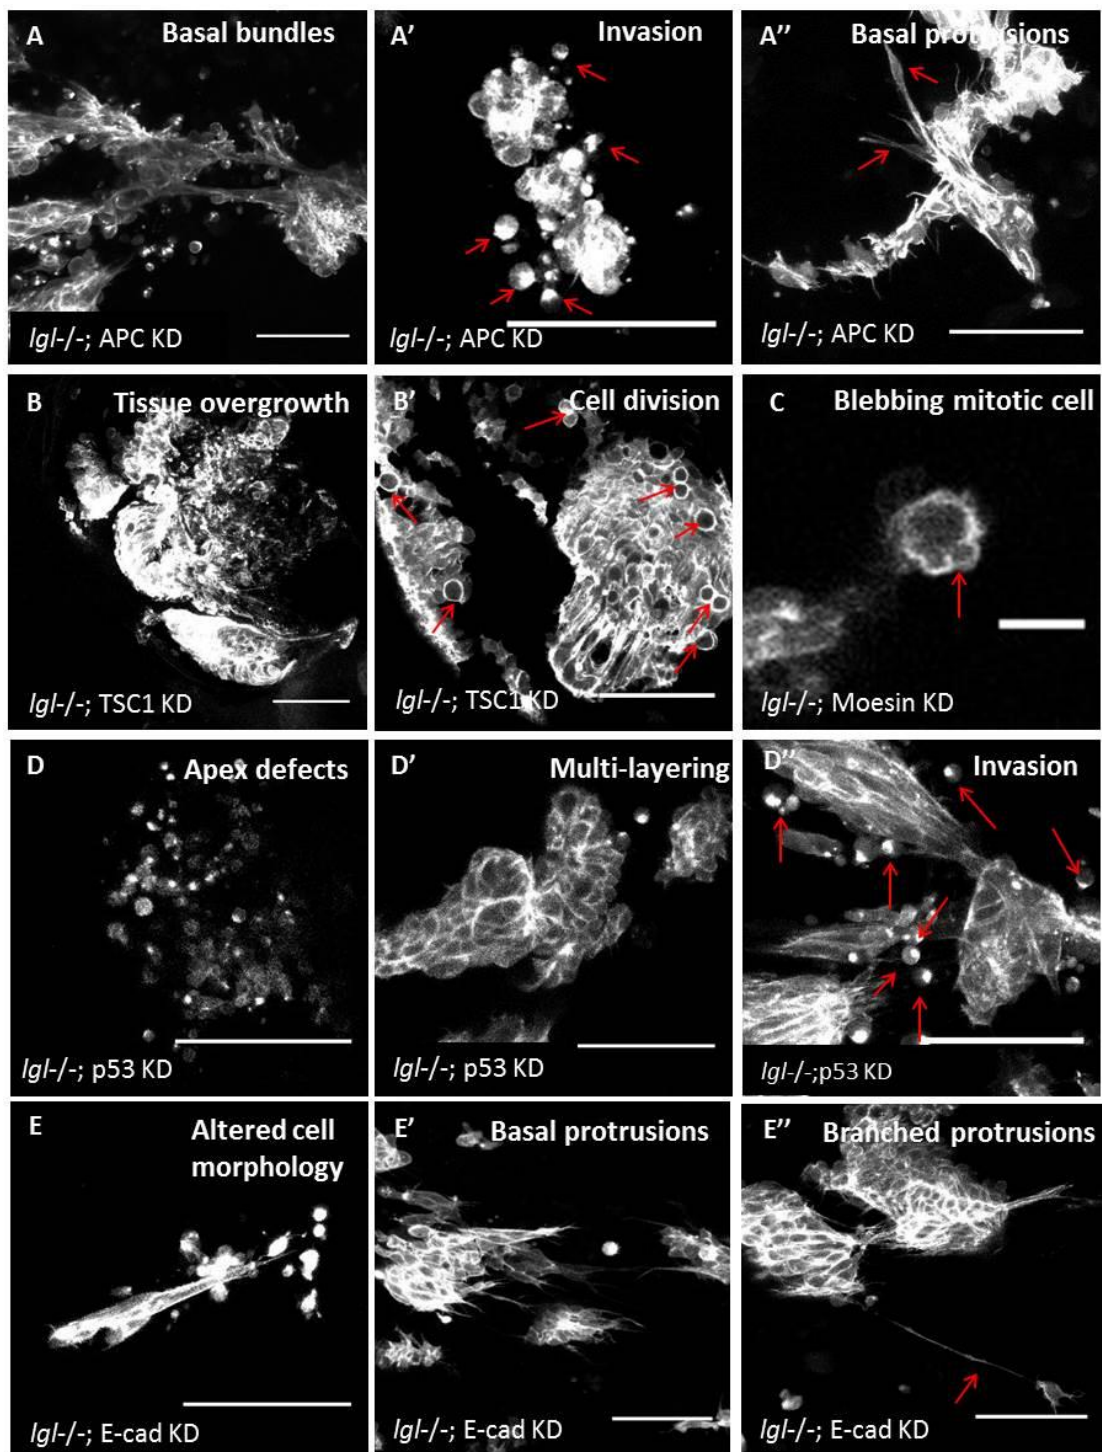 A Basal bundles
lgl-/-; APC KD
A' Invasion
lgl-/-; APC KD
A'' Basal protrusions
lgl-/-; APC KD
B Tissue overgrowth
lgl-/-; TSC1 KD
B' Cell division
lgl-/-; TSC1 KD
C Blebbing mitotic cell
lgl-/-; Moesin KD
D Apex defects
lgl-/-; p53 KD
D' Multi-layering
lgl-/-; p53 KD
D'' Invasion
lgl-/-;p53 KD
E Altered cell
morphology
lgl-/-; E-cad KD
E' Basal protrusions
lgl-/-; E-cad KD
E'' Branched protrusions
lgl-/-; E-cad KD